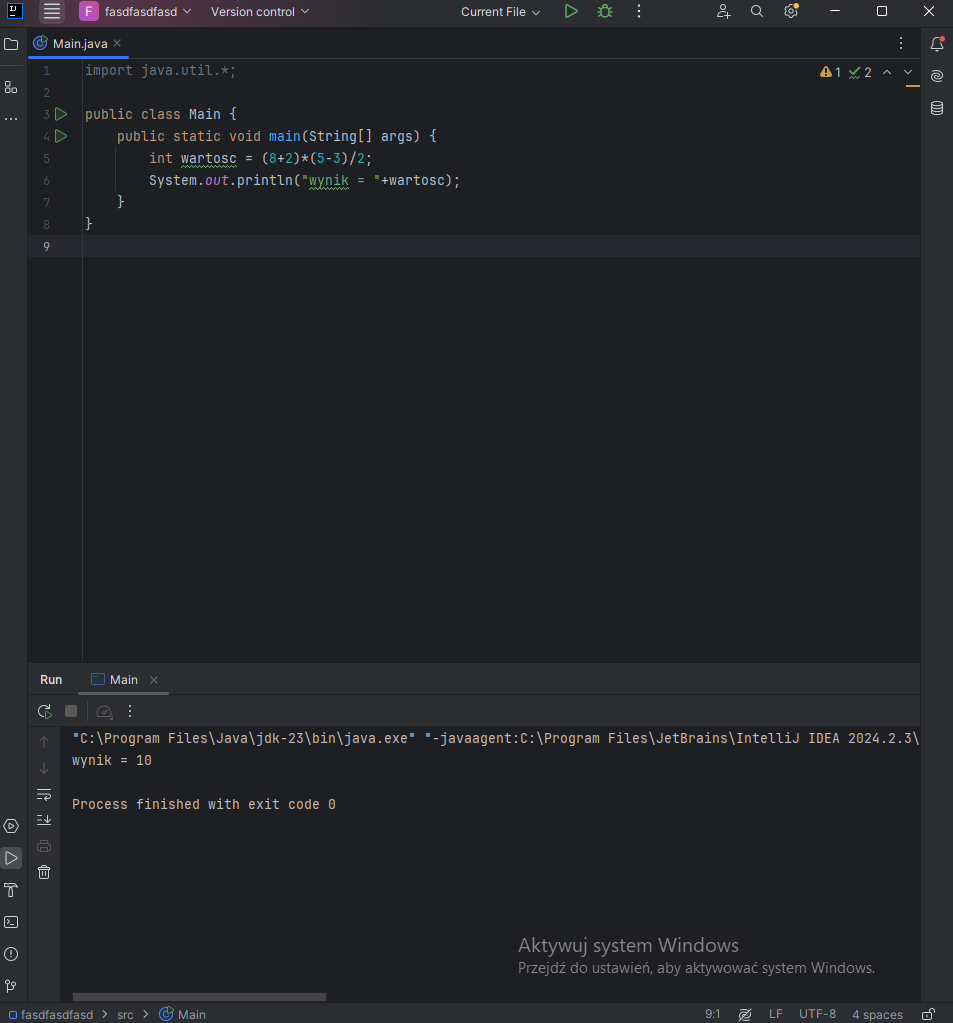 F fasdfasdfasd Version control Current File
Main.java
1 import java.util.*; 1 2
2
3 public class Main {
4 public static void main(String[] args) {
5 int wartosc = (8+2)*(5-3)/2;
6 System.out.println("wynik = "+wartosc);
7 }
8 }
9
Run Main
"C:\Program Files\Java\jdk-23\bin\java.exe" "-javaagent:C:\Program Files\JetBrains\IntelliJ IDEA 2024.2.3\
wynik = 10
Process finished with exit code 0
Aktywuj system Windows
Przejdź do ustawień, aby aktywować system Windows.
fasdfasdfasd > src > Main 9:1 LF UTF-8 4 spaces